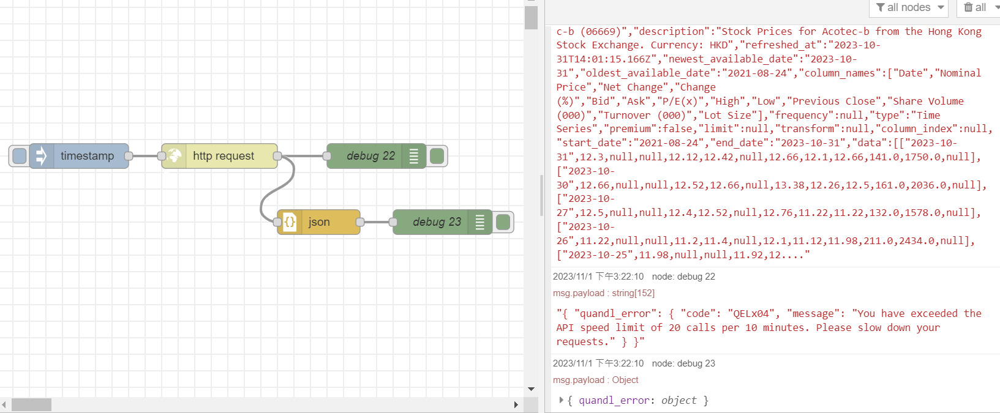 timestamp
http request
debug 22
json
debug 23
all nodes
all
c-b (06669)","description":"Stock Prices for Acotec-b from the Hong Kong
Stock Exchange. Currency: HKD","refreshed_at":"2023-10-
31T14:01:15.166Z","newest_available_date":"2023-10-
31","oldest_available_date":"2021-08-24","column_names":["Date","Nominal
Price","Net Change","Change
(%)","Bid","Ask","P/E(x)","High","Low","Previous Close","Share Volume
(000)","Turnover (000)","Lot Size"],"frequency":null,"type":"Time
Series","premium":false,"limit":null,"transform":null,"column_index":null,
"start_date":"2021-08-24","end_date":"2023-10-31","data":[["2023-10-
31",12.3,null,null,12.12,12.42,null,12.66,12.1,12.66,141.0,1750.0,null],
["2023-10-
30",12.66,null,null,12.52,12.66,null,13.38,12.26,12.5,161.0,2036.0,null],
["2023-10-
27",12.5,null,null,12.4,12.52,null,12.76,11.22,11.22,132.0,1578.0,null],
["2023-10-
26",11.22,null,null,11.2,11.4,null,12.1,11.12,11.98,211.0,2434.0,null],
["2023-10-25",11.98,null,null,11.92,12...."
2023/11/1 下午3:22:10 node: debug 22
msg.payload : string[152]
"{ "quandl_error": { "code": "QELx04", "message": "You have exceeded the
API speed limit of 20 calls per 10 minutes. Please slow down your
requests." } }"
2023/11/1 下午3:22:10 node: debug 23
msg.payload : Object
{ quandl_error: object }